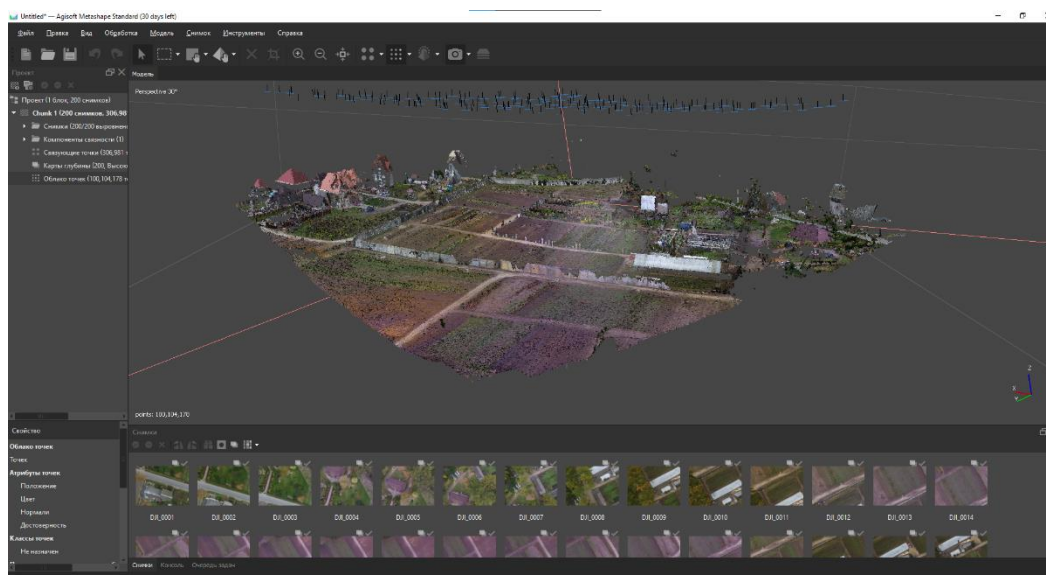 Untitled* — Agisoft Metashape Standard (30 days left)
Файл Правка Вид Обработка Модель Снимок Инструменты Справка
Проект
Модель
Perspective 30°
Проект (1 блок, 200 снимков)
Chunk 1 (200 снимков, 306,98
Снимки (200/200 выровнен
Компоненты связности (1)
Связующие точки (306,981 т
Карты глубины (200, Высок
Облако точек (100,104,178 т
Z
X
Y
points: 100,104,178
Свойство
Облако точек
Точек
Атрибуты точек
Положение
Цвет
Нормали
Достоверность
Классы точек
Не назначен
Снимки
DJI_0001 DJI_0002 DJI_0003 DJI_0004 DJI_0005 DJI_0006 DJI_0007 DJI_0008 DJI_0009 DJI_0010 DJI_0011 DJI_0012 DJI_0013 DJI_0014
Снимки Консоль Очередь задач